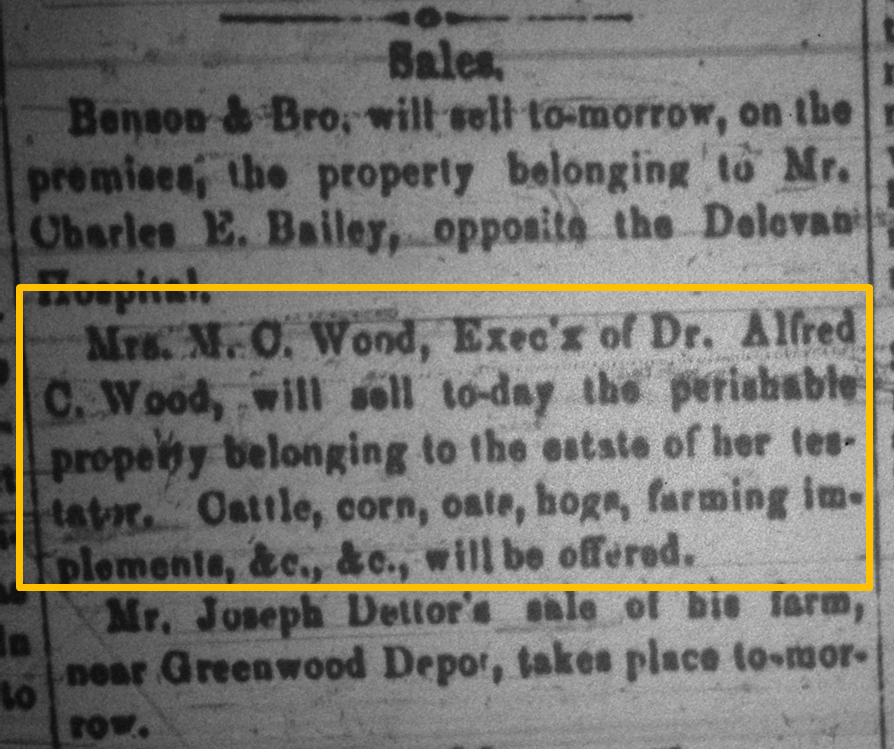 Sales.
Benson & Bro. will sell to-morrow, on the
premises, the property belonging to Mr.
Charles E. Bailey, opposite the Delevan
Hospital.
Mrs. M. C. Wood, Exec'x of Dr. Alfred
C. Wood, will sell to-day the perishable
property belonging to the estate of her tes-
tator. Cattle, corn, oats, hogs, farming im-
plements, &c., &c., will be offered.
Mr. Joseph Dettor's sale of his farm,
near Greenwood Depot, takes place to-mor-
row.
in
to